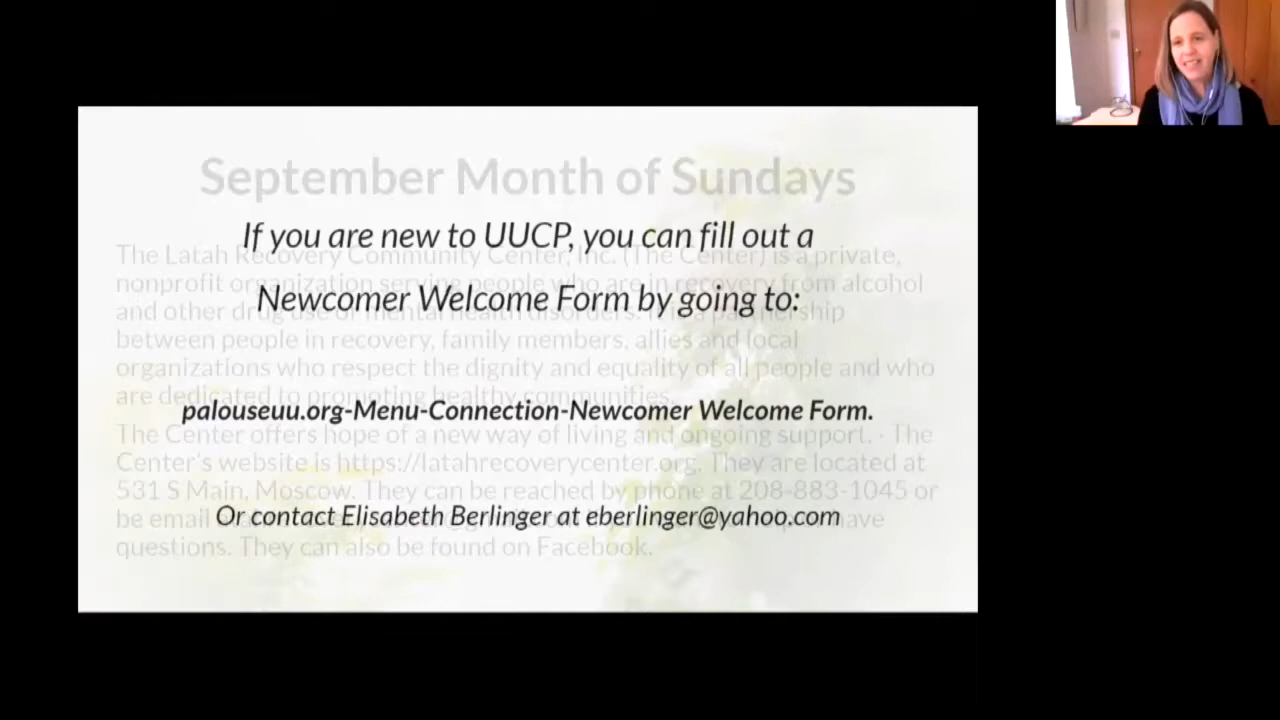 September Month of Sundays
If you are new to UUCP, you can fill out a
Newcomer Welcome Form by going to:
palouseuu.org-Menu-Connection-Newcomer Welcome Form.
Or contact Elisabeth Berlinger at eberlinger@yahoo.com
The Latah Recovery Community Center, Inc. (The Center) is a private,
nonprofit organization serving people who are in recovery from alcohol
and other drug use or mental health disorders. It is a partnership
between people in recovery, family members, allies and local
organizations who respect the dignity and equality of all people and who
are dedicated to promoting healthy communities.
The Center offers hope of a new way of living and ongoing support. · The
Center's website is https://latahrecoverycenter.org. They are located at
531 S Main, Moscow. They can be reached by phone at 208-883-1045 or
be email have
questions. They can also be found on Facebook.